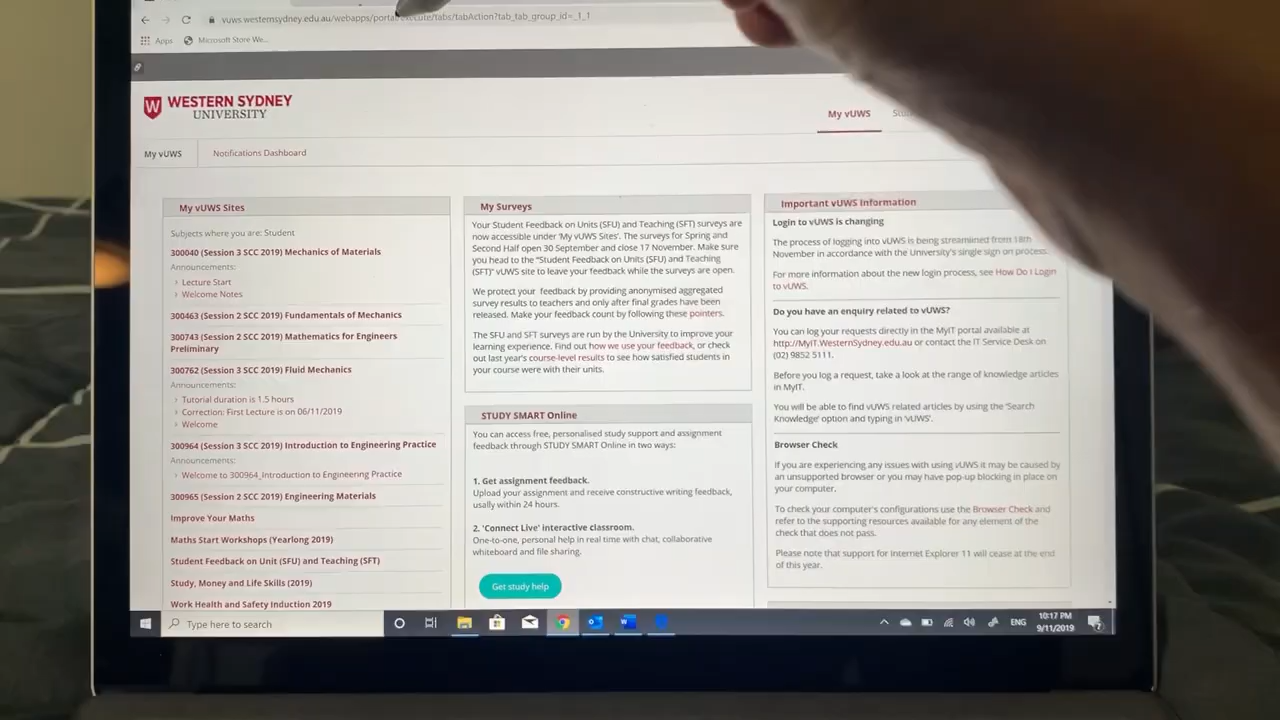 vuws.westernsydney.edu.au/webapps/portal/execute/tabs/tabAction?tab_tab_group_id=_1_1
Apps
Microsoft Store We...
WESTERN SYDNEY
UNIVERSITY
My vUWS
My vUWS
Notifications Dashboard
My vUWS Sites
Subjects where you are: Student
300040 (Session 3 SCC 2019) Mechanics of Materials
Announcements:
Lecture Start
Welcome Notes
300463 (Session 2 SCC 2019) Fundamentals of Mechanics
300743 (Session 2 SCC 2019) Mathematics for Engineers
Preliminary
300762 (Session 3 SCC 2019) Fluid Mechanics
Announcements:
Tutorial duration is 1.5 hours
Correction: First Lecture is on 06/11/2019
Welcome
300964 (Session 3 SCC 2019) Introduction to Engineering Practice
Announcements:
Welcome to 300964_Introduction to Engineering Practice
300965 (Session 2 SCC 2019) Engineering Materials
Improve Your Maths
Maths Start Workshops (Yearlong 2019)
Student Feedback on Unit (SFU) and Teaching (SFT)
Study, Money and Life Skills (2019)
Work Health and Safety Induction 2019
My Surveys
Your Student Feedback on Units (SFU) and Teaching (SFT) surveys are
now accessible under 'My vUWS Sites'. The surveys for Spring and
Second Half open 30 September and close 17 November. Make sure
you head to the "Student Feedback on Units (SFU) and Teaching
(SFT)" vUWS site to leave your feedback while the surveys are open.
We protect your feedback by providing anonymised aggregated
survey results to teachers and only after final grades have been
released. Make your feedback count by following these pointers.
The SFU and SFT surveys are run by the University to improve your
learning experience. Find out how we use your feedback, or check
out last year's course-level results to see how satisfied students in
your course were with their units.
STUDY SMART Online
You can access free, personalised study support and assignment
feedback through STUDY SMART Online in two ways:
1. Get assignment feedback.
Upload your assignment and receive constructive writing feedback,
usally within 24 hours.
2. 'Connect Live' interactive classroom.
One-to-one, personal help in real time with chat, collaborative
whiteboard and file sharing.
Get study help
Important vUWS Information
Login to vUWS is changing
The process of logging into vUWS is being streamlined from 18th
November in accordance with the University's single sign on process.
For more information about the new login process, see How Do I Login
to vUWS.
Do you have an enquiry related to vUWS?
You can log your requests directly in the MyIT portal available at
http://MyIT.WesternSydney.edu.au or contact the IT Service Desk on
(02) 9852 5111.
Before you log a request, take a look at the range of knowledge articles
in MyIT.
You will be able to find vUWS related articles by using the 'Search
Knowledge' option and typing in 'vUWS'.
Browser Check
If you are experiencing any issues with using vUWS it may be caused by
an unsupported browser or you may have pop-up blocking in place on
your computer.
To check your computer's configurations use the Browser Check and
refer to the supporting resources available for any element of the
check that does not pass.
Please note that support for Internet Explorer 11 will cease at the end
of this year.
Type here to search
ENG
10:17 PM
9/11/2019